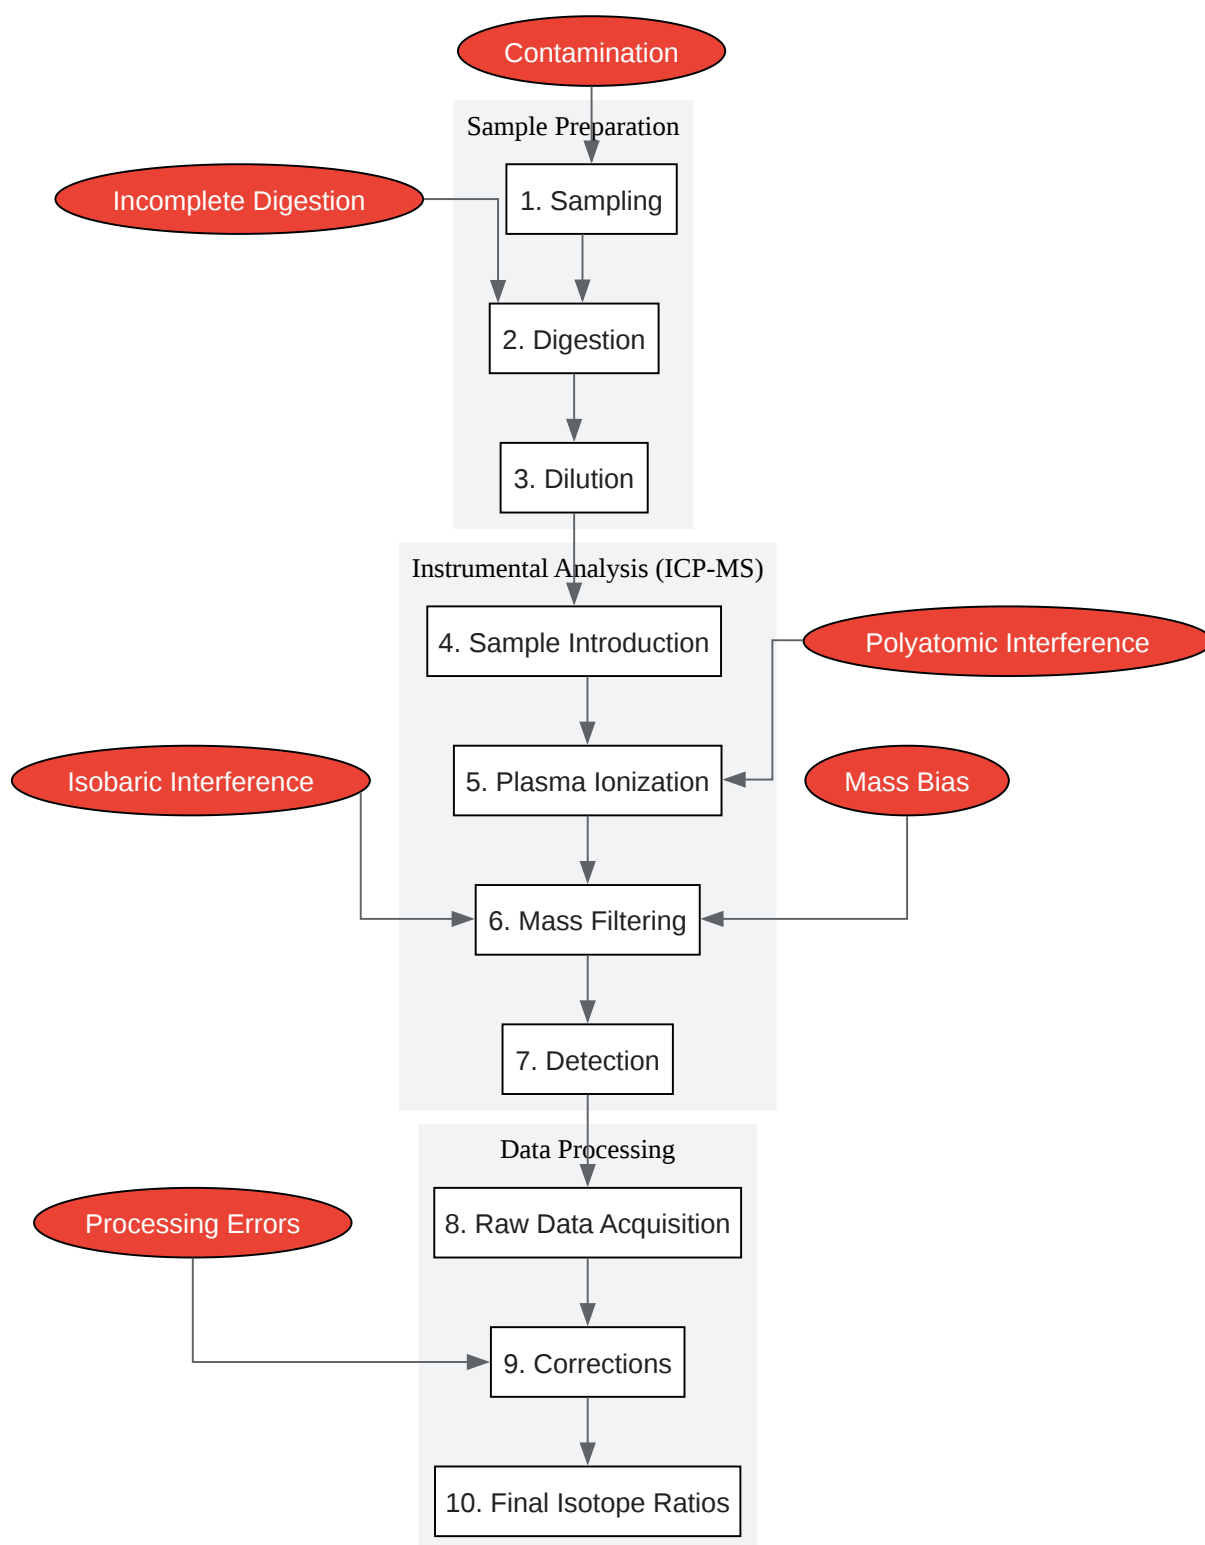 Contamination
Sample Preparation
Incomplete Digestion
1. Sampling
2. Digestion
3. Dilution
Instrumental Analysis (ICP-MS)
4. Sample Introduction
Polyatomic Interference
Isobaric Interference
5. Plasma Ionization
Mass Bias
6. Mass Filtering
7. Detection
Data Processing
Processing Errors
8. Raw Data Acquisition
9. Corrections
10. Final Isotope Ratios